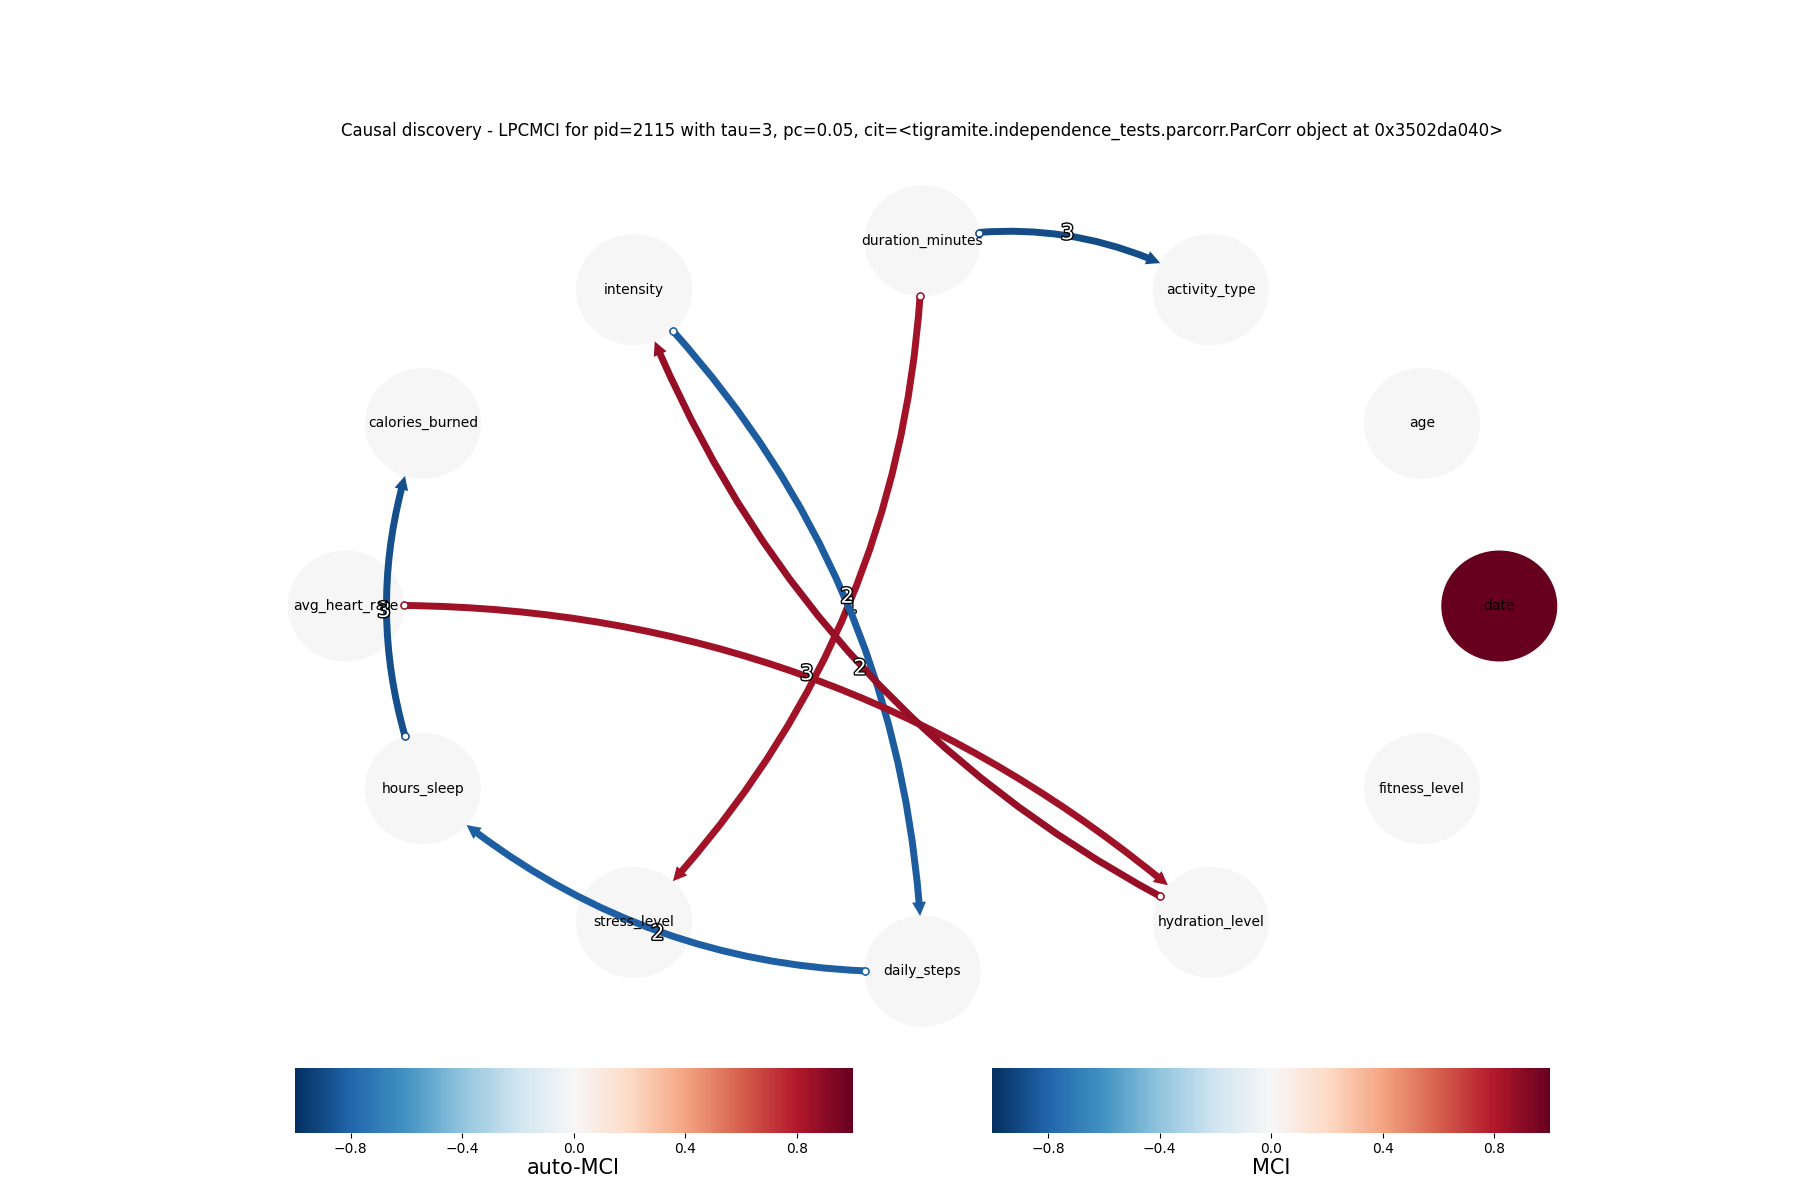 Causal discovery - LPCMCI for pid=2115 with tau=3, pc=0.05, cit=<tigramite.independence_tests.parcorr.ParCorr object at 0x3502da040>
duration_minutes
3
intensity
activity_type
calories_burned
age
2
avg_heart_rate
3
date
3
2
hours_sleep
fitness_level
stress_level
2
hydration_level
daily_steps
−0.8 −0.4 0.0 0.4 0.8
auto-MCI
−0.8 −0.4 0.0 0.4 0.8
MCI